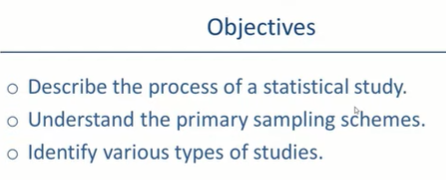 Objectives
○ Describe the process of a statistical study.
○ Understand the primary sampling schemes.
○ Identify various types of studies.